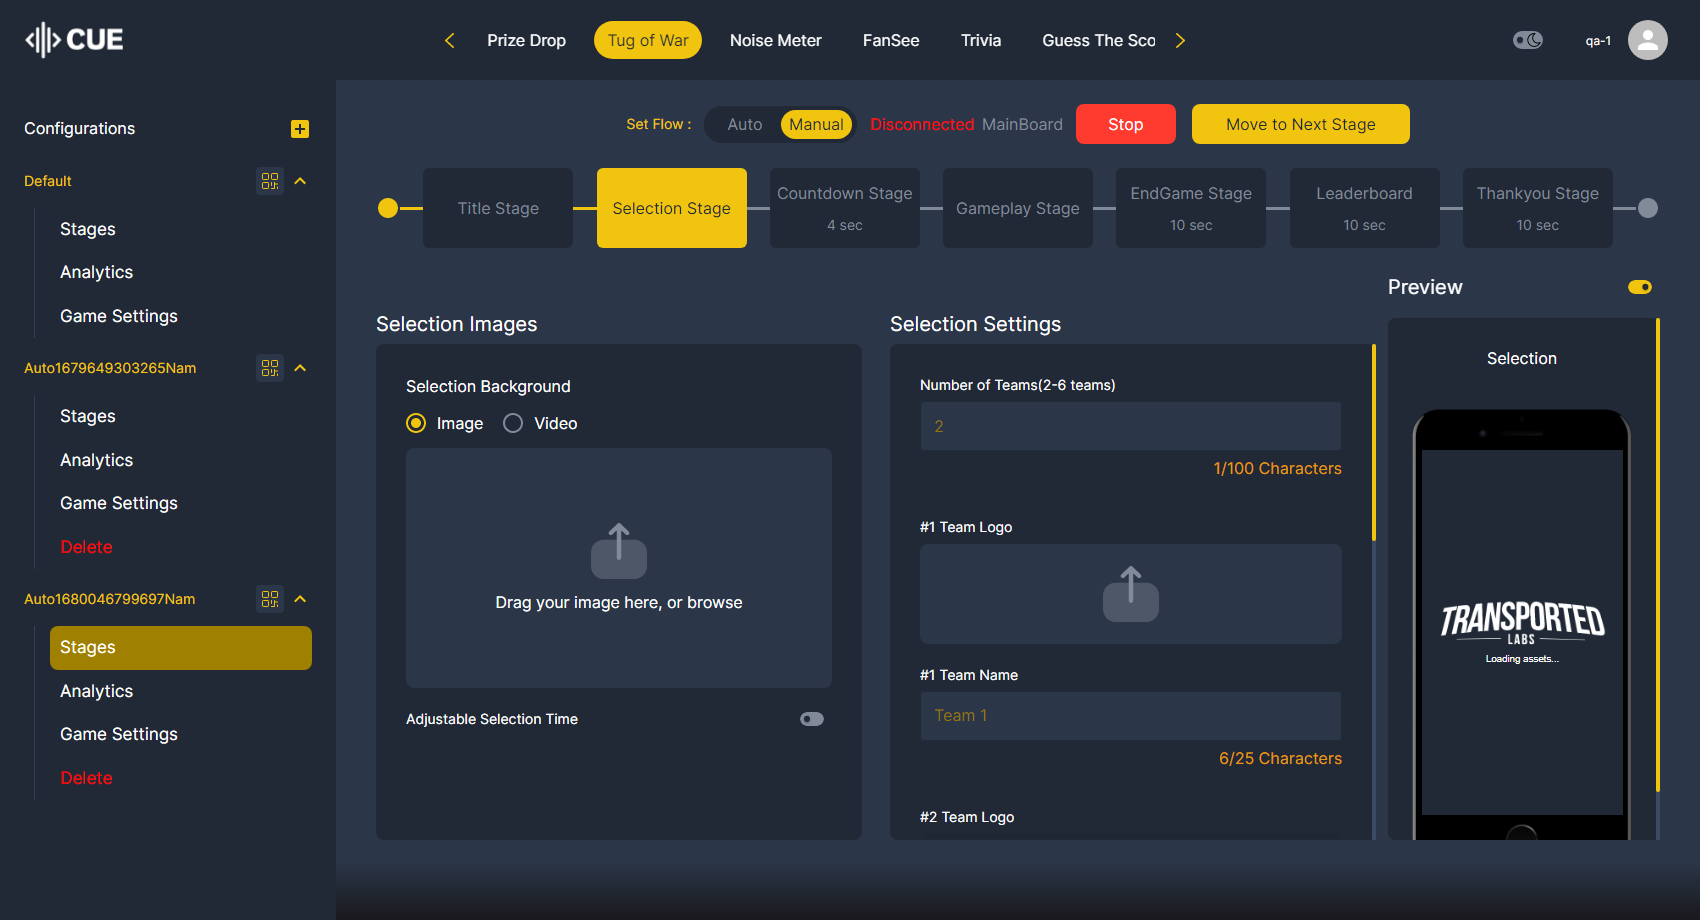 CUE
Prize Drop
Tug of War
Noise Meter
FanSee
Trivia
Guess The Sco
qa-1
Configurations
Default
Stages
Analytics
Game Settings
Auto1679649303265Nam
Stages
Analytics
Game Settings
Delete
Auto1680046799697Nam
Stages
Analytics
Game Settings
Delete
Set Flow :
Auto
Manual
Disconnected MainBoard
Stop
Move to Next Stage
Title Stage
Selection Stage
Countdown Stage
4 sec
Gameplay Stage
EndGame Stage
10 sec
Leaderboard
10 sec
Thankyou Stage
10 sec
Selection Images
Selection Background
Image
Video
Drag your image here, or browse
Adjustable Selection Time
Selection Settings
Number of Teams(2-6 teams)
2
1/100 Characters
#1 Team Logo
#1 Team Name
Team 1
6/25 Characters
#2 Team Logo
Preview
Selection
TRANSPORTED
LABS
Loading assets...